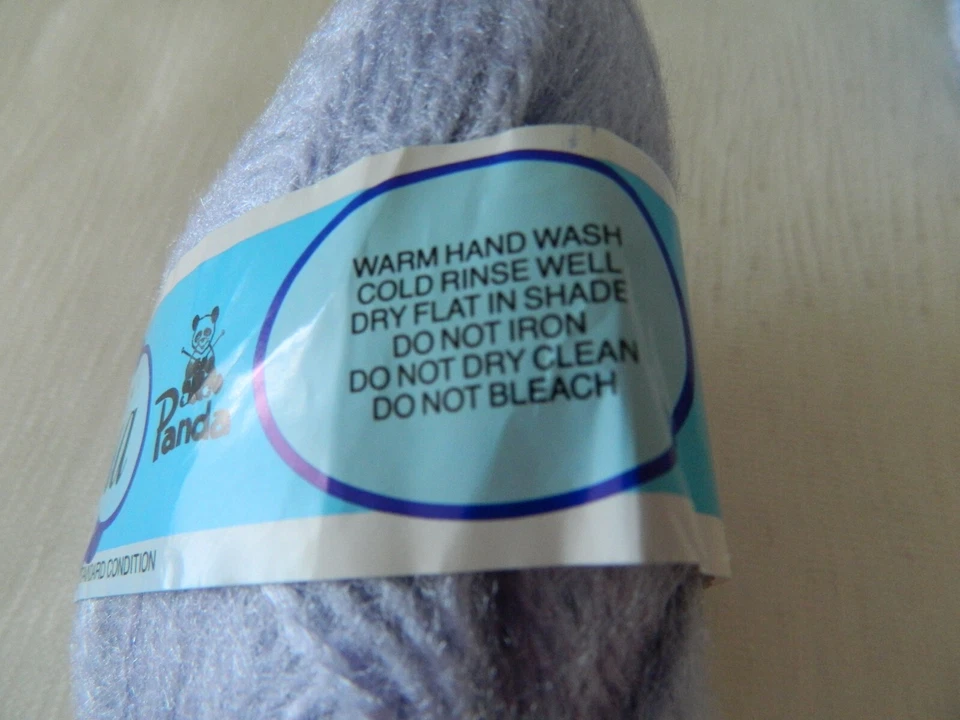 WARM HAND WASH
COLD RINSE WELL
DRY FLAT IN SHADE
DO NOT IRON
DO NOT DRY CLEAN
DO NOT BLEACH
Panda
CONDITION